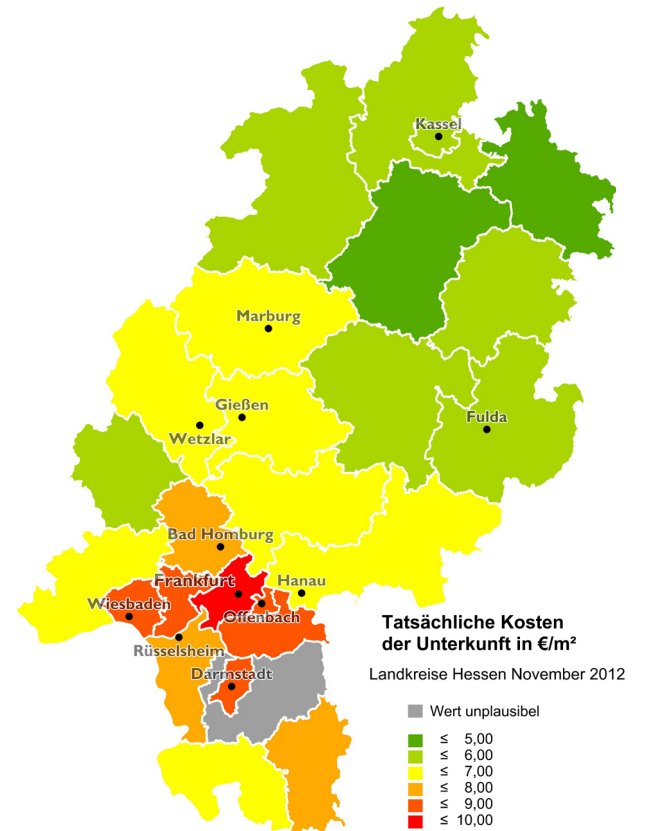 Kassel
Marburg
Gießen
Wetzlar
Fulda
Bad Homburg
Frankfurt
Hanau
Wiesbaden
Offenbach
Rüsselsheim
Darmstadt
Tatsächliche Kosten
der Unterkunft in €/m²
Landkreise Hessen November 2012
Wert unplausibel
≤ 5,00
≤ 6,00
≤ 7,00
≤ 8,00
≤ 9,00
≤ 10,00